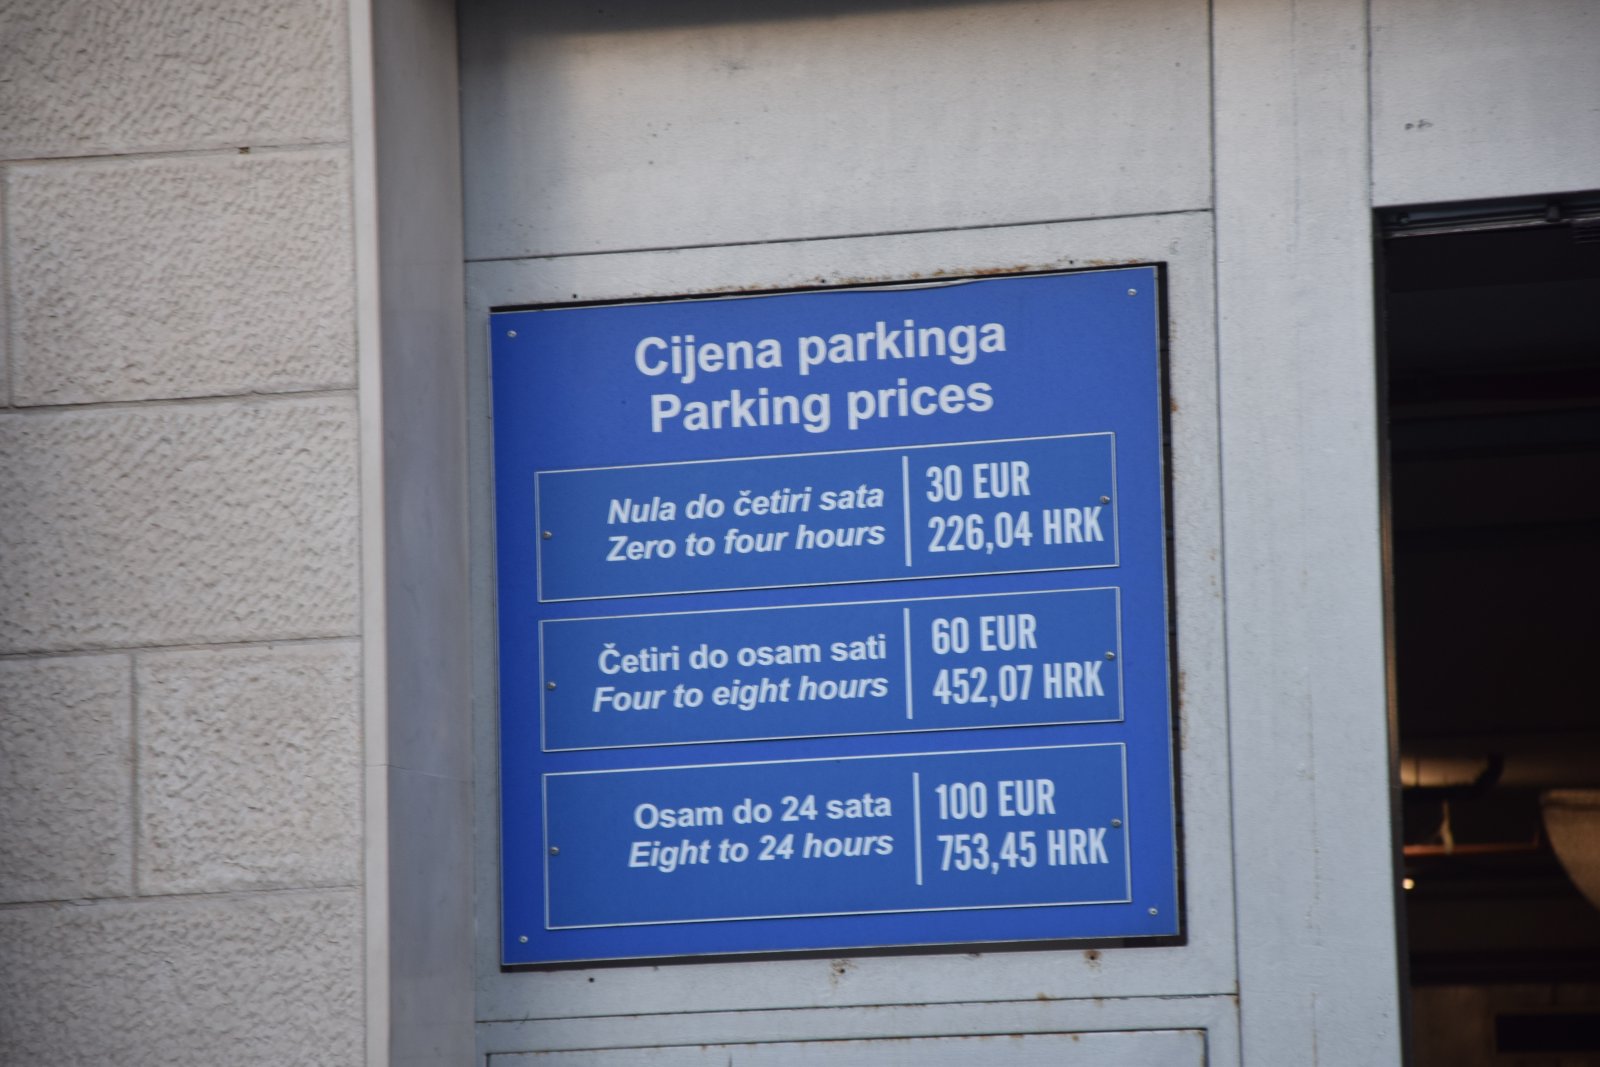 Cijena parkinga
Parking prices
Nula do četiri sata
Zero to four hours
30 EUR
226,04 HRK
Četiri do osam sati
Four to eight hours
60 EUR
452,07 HRK
Osam do 24 sata
Eight to 24 hours
100 EUR
753,45 HRK